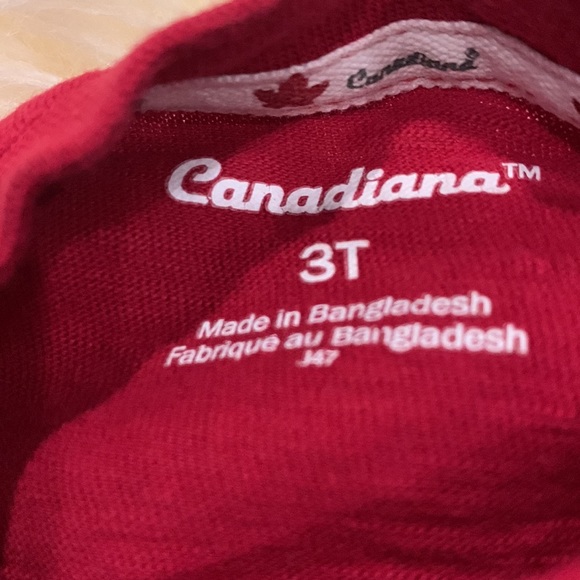 Canadiana
Canadiana™
3T
Made in Bangladesh
Fabriqué au Bangladesh
J47